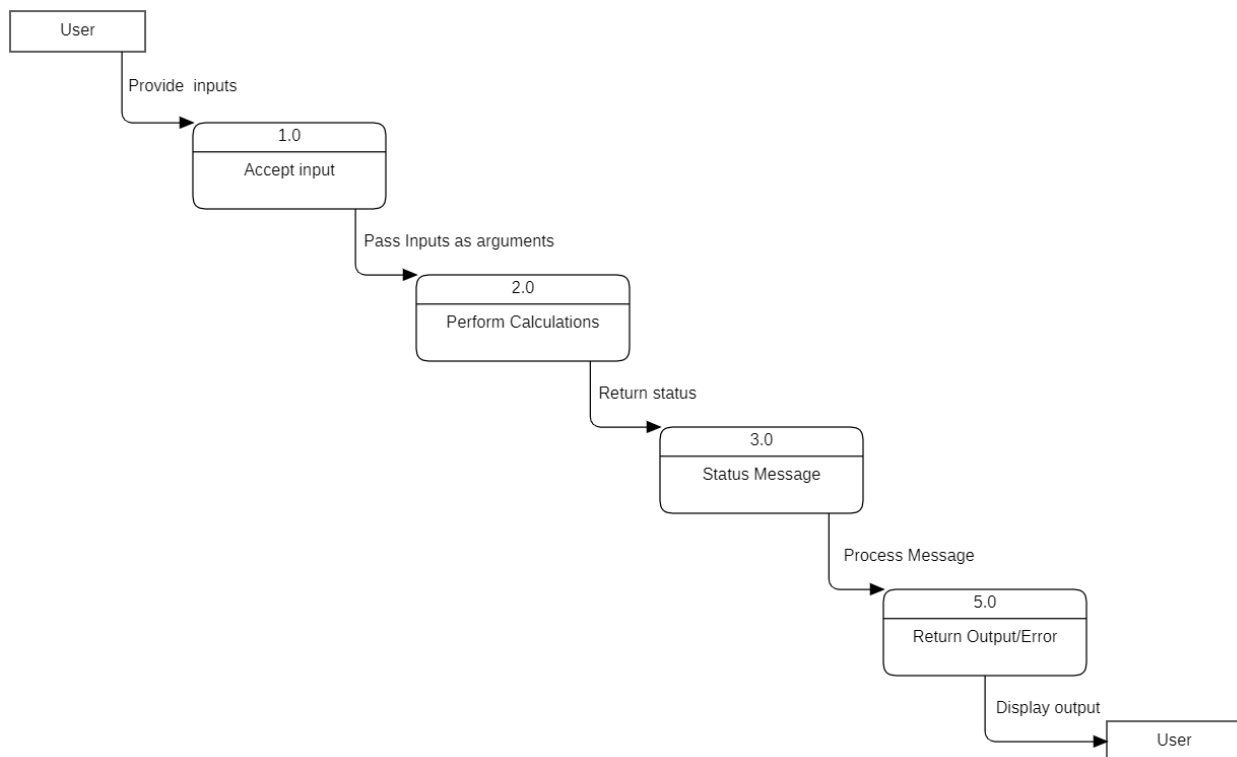 User
Provide  inputs
1.0
Accept input
Pass Inputs as arguments
2.0
Perform Calculations
Return status
3.0
Status Message
Process Message
5.0
Return Output/Error
Display output
User